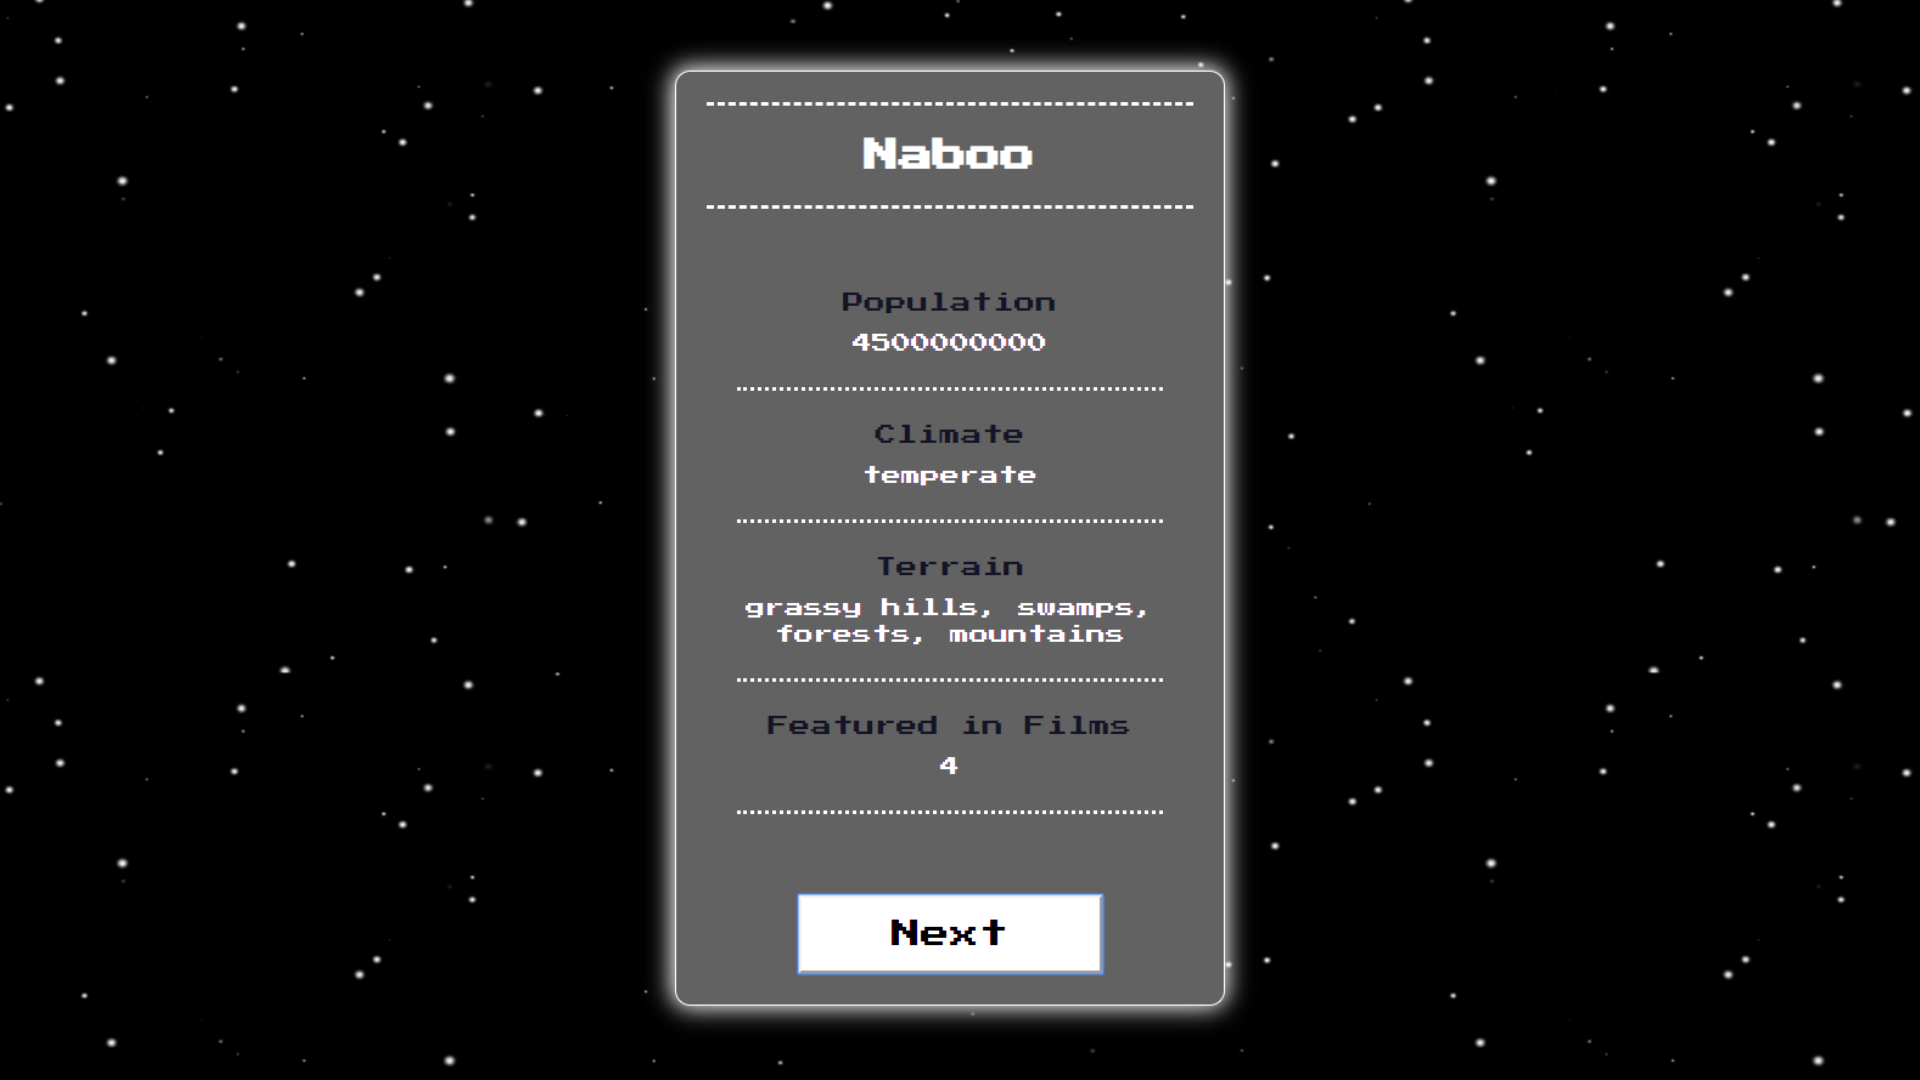 Naboo
Population
4500000000
Climate
temperate
Terrain
grassy hills, swamps,
forests, mountains
Featured in Films
4
Next